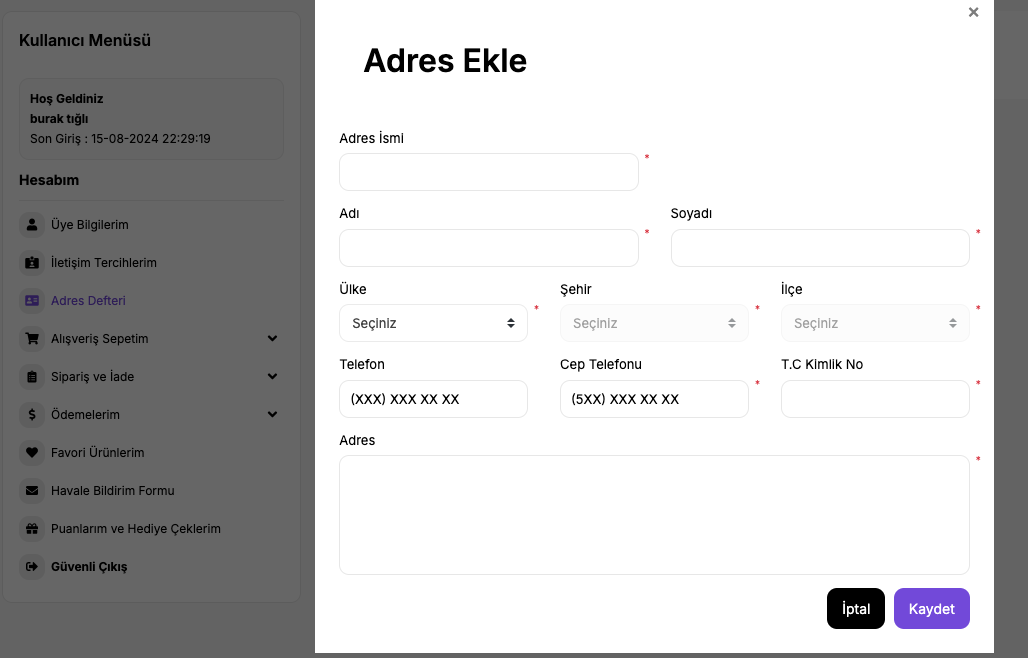 Kullanıcı Menüsü
Hoş Geldiniz
burak tığlı
Son Giriş : 15-08-2024 22:29:19
Hesabım
Üye Bilgilerim
İletişim Tercihlerim
Adres Defteri
Alışveriş Sepetim
Sipariş ve İade
Ödemelerim
Favori Ürünlerim
Havale Bildirim Formu
Puanlarım ve Hediye Çeklerim
Güvenli Çıkış
×
Adres Ekle
Adres İsmi
*
Adı Soyadı
* *
Ülke Şehir İlçe
Seçiniz * Seçiniz * Seçiniz *
Telefon Cep Telefonu T.C Kimlik No
(XXX) XXX XX XX (5XX) XXX XX XX * *
Adres
*
İptal Kaydet